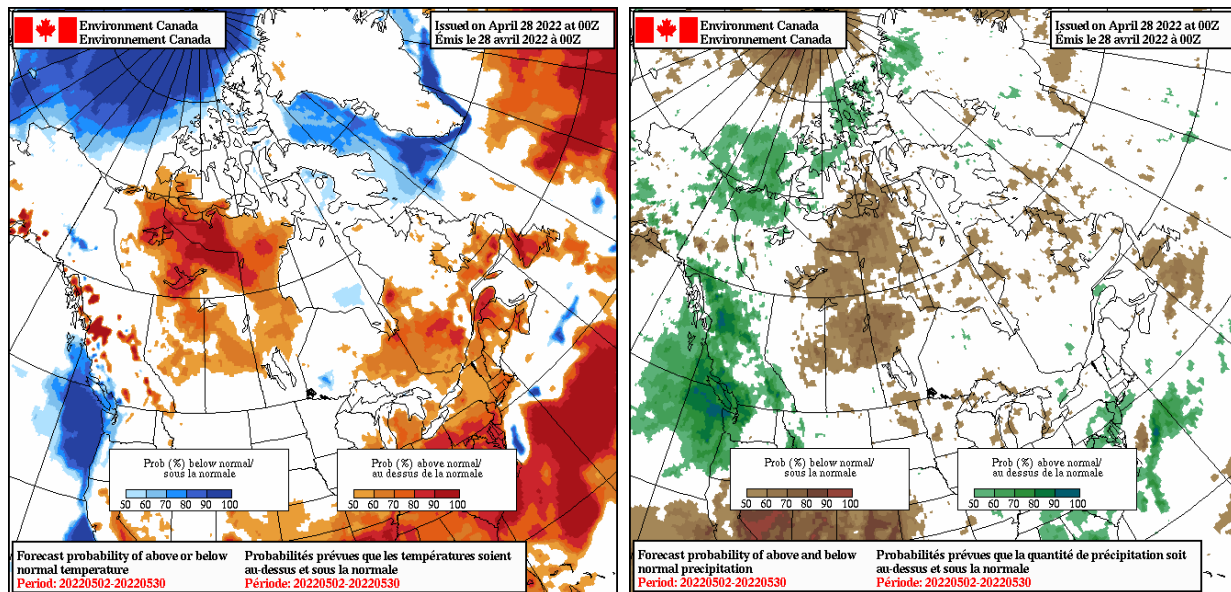 Environment Canada
Environnement Canada
Issued on April 28 2022 at 00Z
Émis le 28 avril 2022 à 00Z
Prob (%) below normal/
sous la normale
50 60 70 80 90 100
Prob (%) above normal/
au dessus de la normale
50 60 70 80 90 100
Forecast probability of above or below
normal temperature
Period: 20220502-20220530
Probabilités prévues que les températures soient
au-dessus et sous la normale
Période: 20220502-20220530
Environment Canada
Environnement Canada
Issued on April 28 2022 at 00Z
Émis le 28 avril 2022 à 00Z
Prob (%) below normal/
sous la normale
50 60 70 80 90 100
Prob (%) above normal/
au dessus de la normale
50 60 70 80 90 100
Forecast probability of above and below
normal precipitation
Period: 20220502-20220530
Probabilités prévues que la quantité de précipitation soit
au-dessus et sous la normale
Période: 20220502-20220530